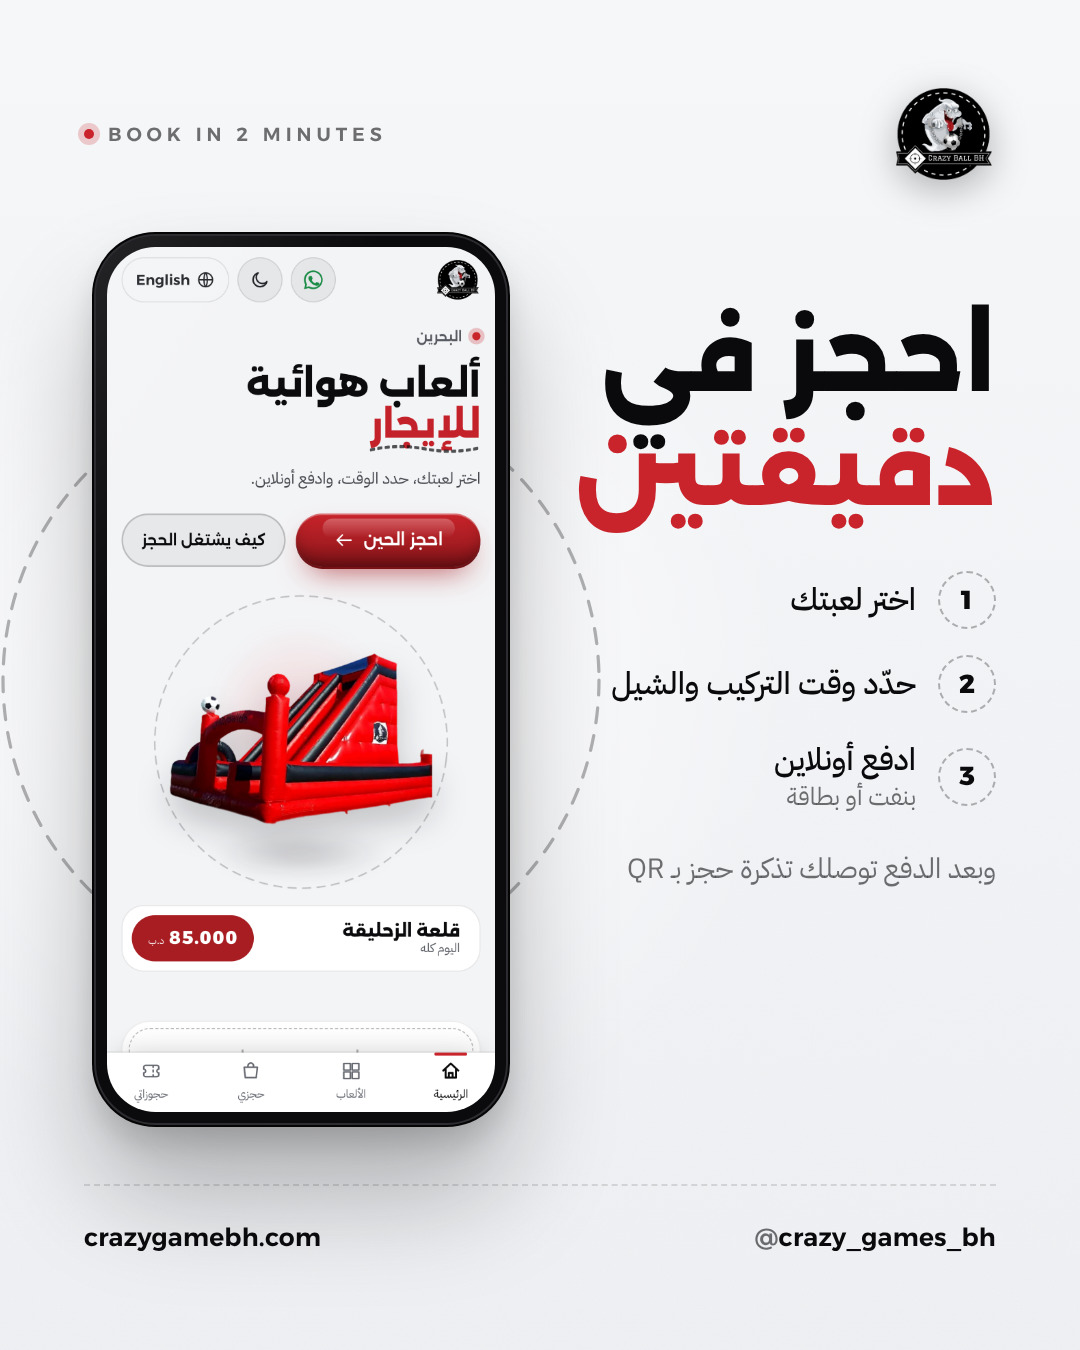 BOOK IN 2 MINUTES
CRAZY BALL BH
English
البحرين
ألعاب هوائية
للإيجار
اختر لعبتك، حدد الوقت، وادفع أونلاين.
احجز الحين ←
كيف يشتغل الحجز
قلعة الزحليقة
اليوم كله
85.000 د.ب
الرئيسية
الألعاب
حجزي
حجوزاتي
احجز في
دقيقتين
1 اختر لعبتك
2 حدّد وقت التركيب والشيل
3 ادفع أونلاين
بنفت أو بطاقة
وبعد الدفع توصلك تذكرة حجز بـ QR
crazygamebh.com
@crazy_games_bh